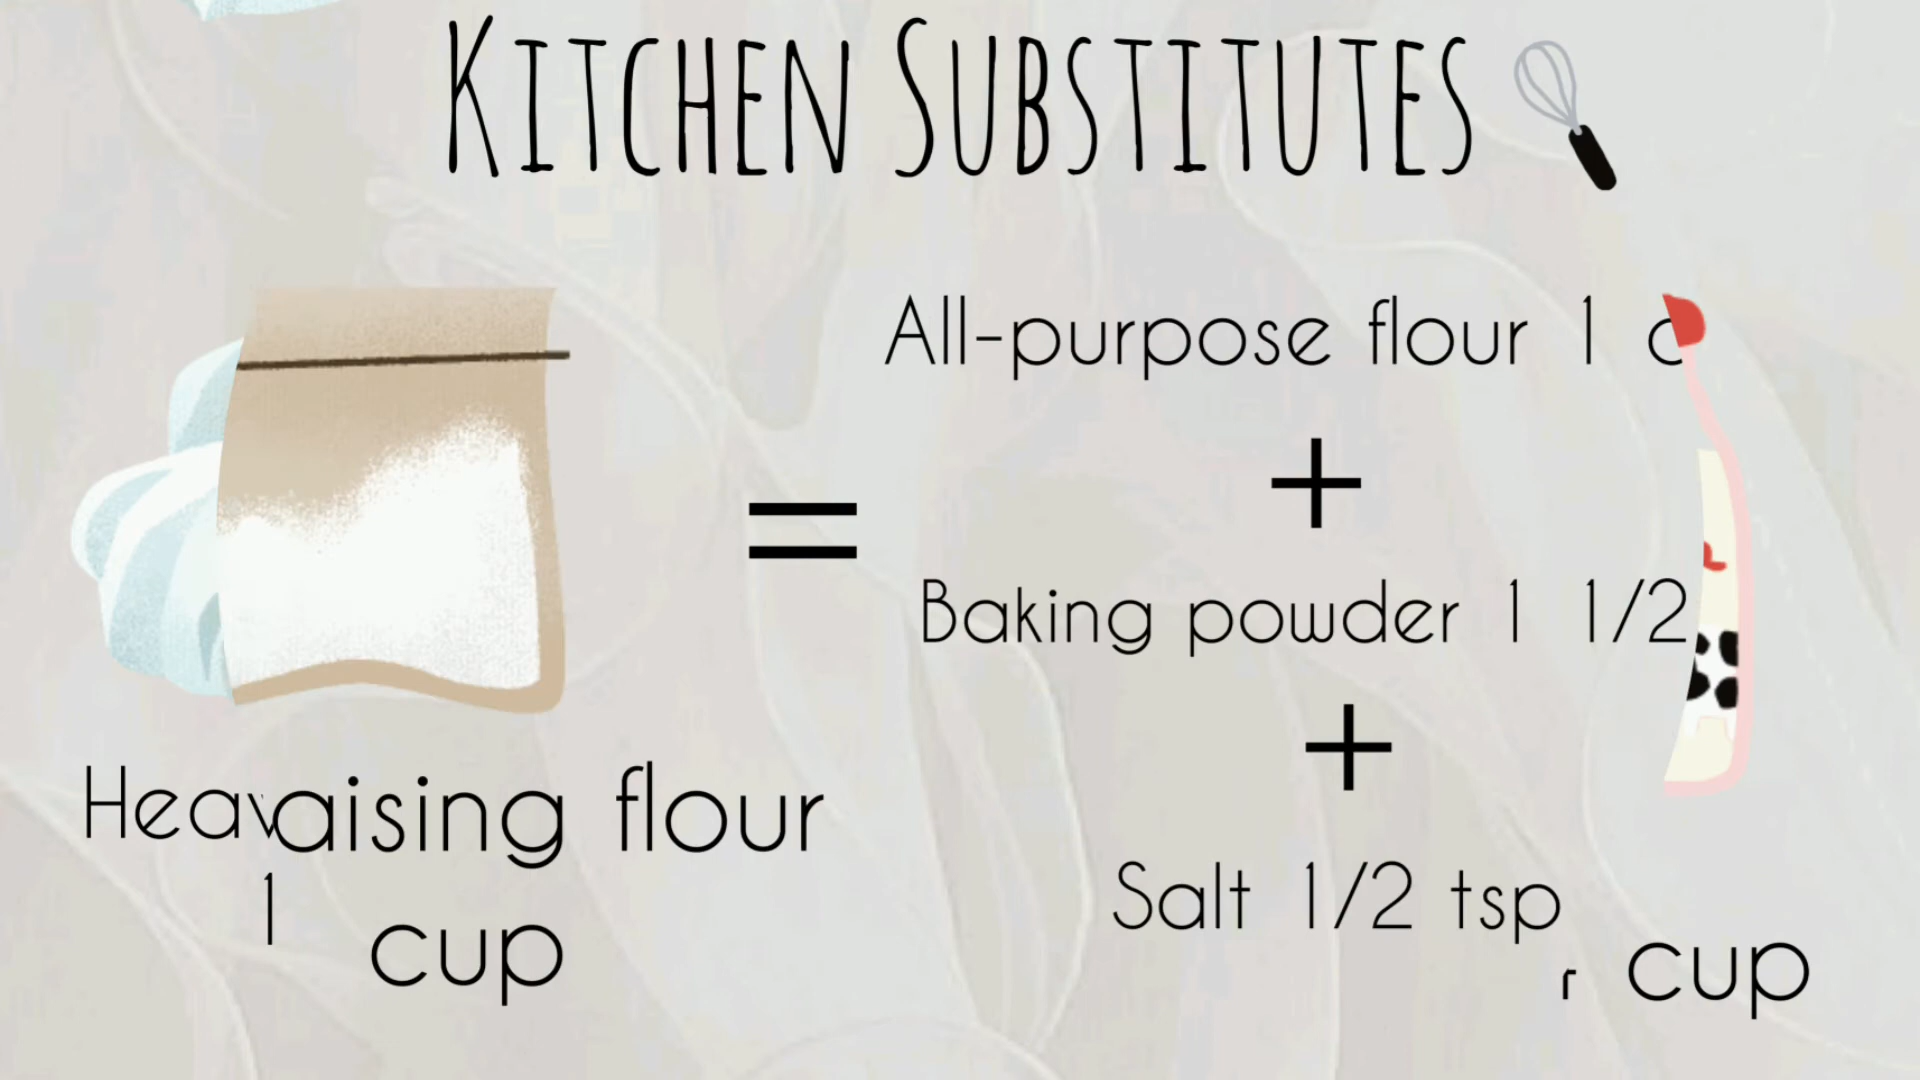 KITCHEN SUBSTITUTES
All-purpose flour 1 c
+
=
Baking powder 1 1/2
+
Heavaising flour
1 cup
Salt 1/2 tsp
r cup